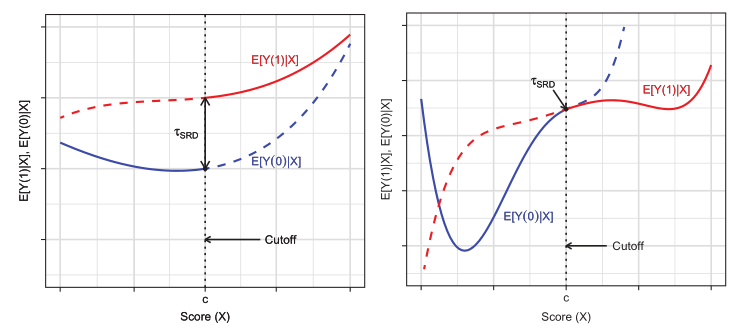 E[Y(1)|X], E[Y(0)|X]
E[Y(1)|X]
τSRD
E[Y(0)|X]
Cutoff
c
Score (X)
E[Y(1)|X], E[Y(0)|X]
τSRD
E[Y(1)|X]
E[Y(0)|X]
Cutoff
c
Score (X)